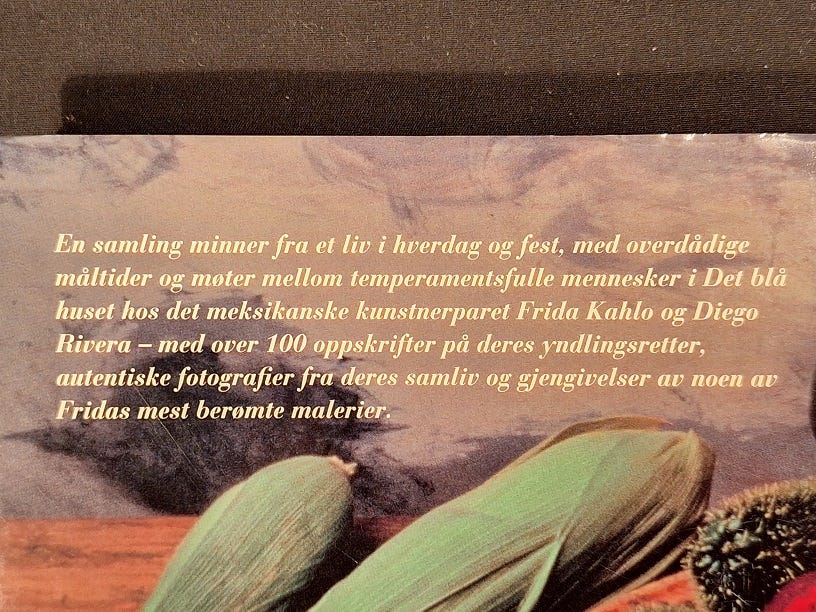 En samling minner fra et liv i hverdag og fest, med overdådige
måltider og møter mellom temperamentsfulle mennesker i Det blå
huset hos det meksikanske kunstnerparet Frida Kahlo og Diego
Rivera – med over 100 oppskrifter på deres yndlingsretter,
autentiske fotografier fra deres samliv og gjengivelser av noen av
Fridas mest berømte malerier.